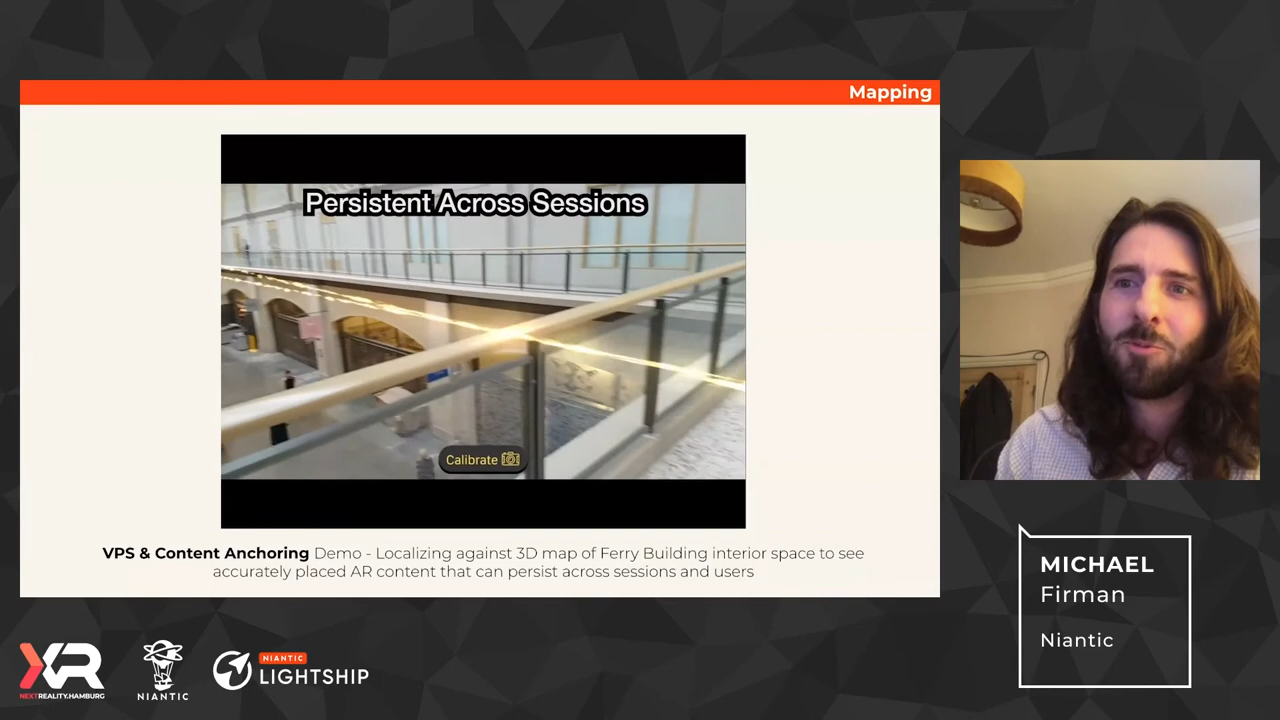 Mapping
Persistent Across Sessions
Calibrate
VPS & Content Anchoring Demo - Localizing against 3D map of Ferry Building interior space to see
accurately placed AR content that can persist across sessions and users
MICHAEL
Firman
Niantic
XR
NEXTREALITY.HAMBURG
NIANTIC
NIANTIC
LIGHTSHIP